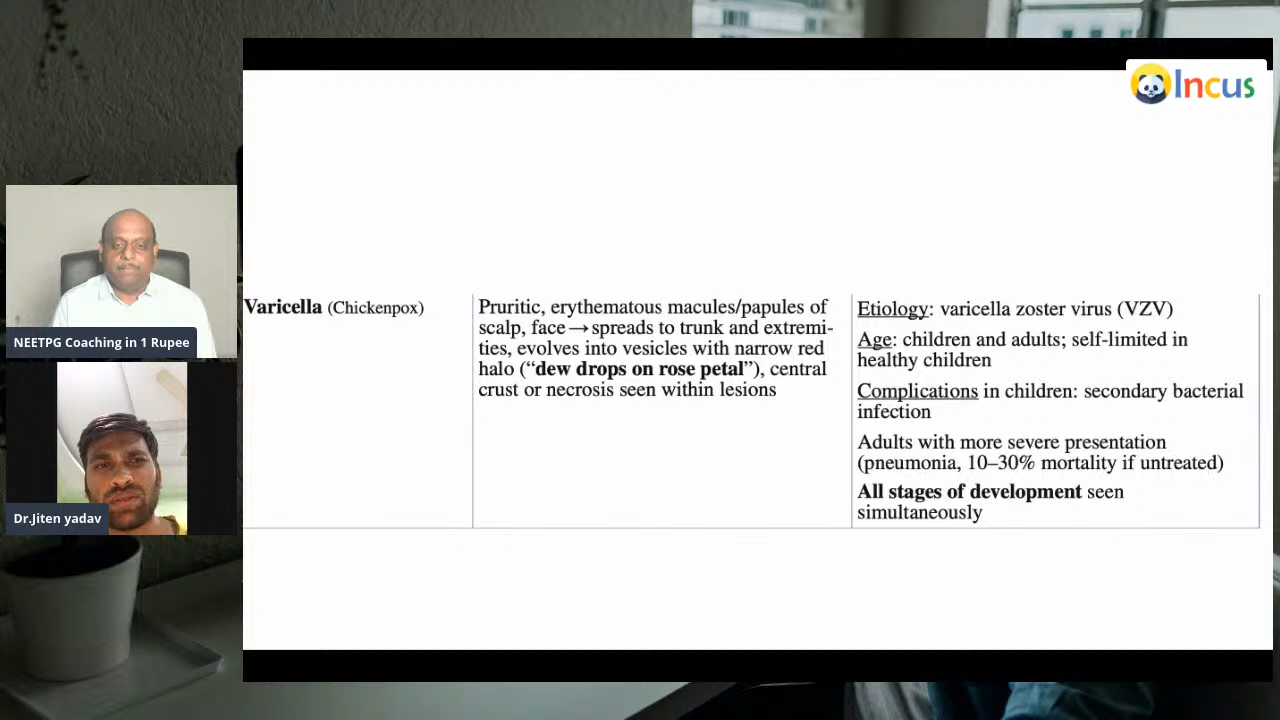 Incus
NEETPG Coaching in 1 Rupee
Dr.Jiten yadav
Varicella (Chickenpox)
Pruritic, erythematous macules/papules of
scalp, face→spreads to trunk and extremi-
ties, evolves into vesicles with narrow red
halo (“dew drops on rose petal”), central
crust or necrosis seen within lesions
Etiology: varicella zoster virus (VZV)
Age: children and adults; self-limited in
healthy children
Complications in children: secondary bacterial
infection
Adults with more severe presentation
(pneumonia, 10–30% mortality if untreated)
All stages of development seen
simultaneously